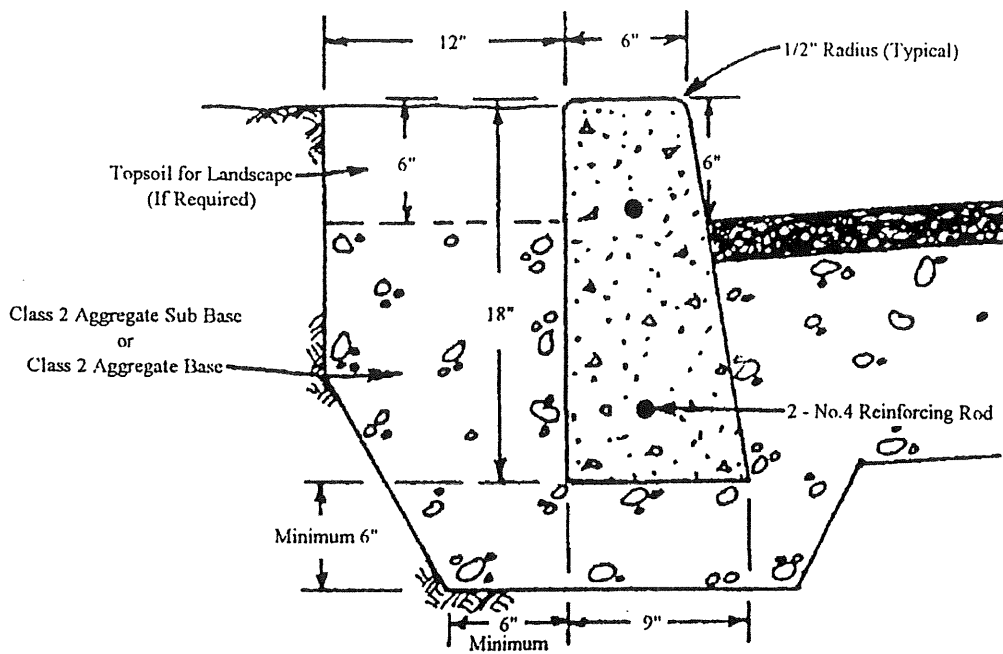 12"
6"
1/2" Radius (Typical)
6"
6"
Topsoil for Landscape
(If Required)
18"
Class 2 Aggregate Sub Base
or
Class 2 Aggregate Base
2 - No.4 Reinforcing Rod
Minimum 6"
6"
Minimum
9"